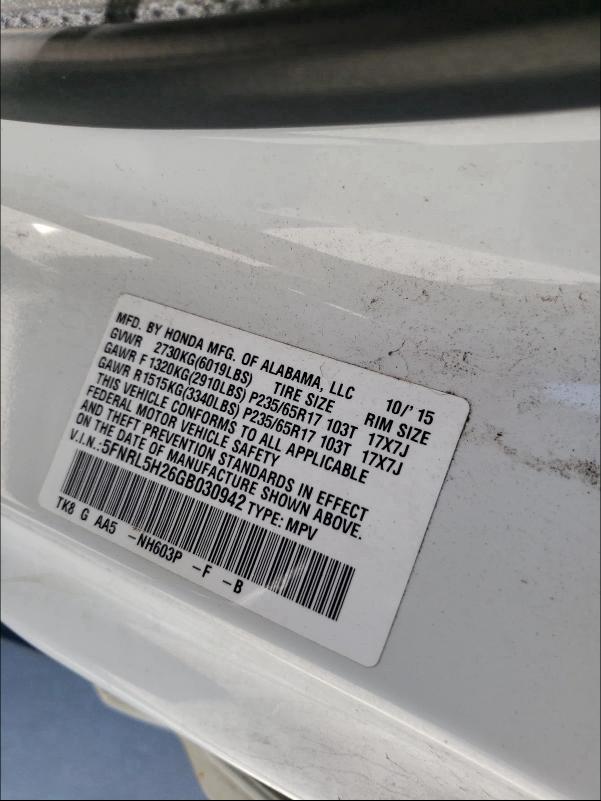 MFD. BY HONDA MFG. OF ALABAMA, LLC 10/'15
GVWR 2730KG(6019LBS) TIRE SIZE RIM SIZE
GAWR F 1320KG(2910LBS) P235/65R17 103T 17X7J
GAWR R 1515KG(3340LBS) P235/65R17 103T 17X7J
THIS VEHICLE CONFORMS TO ALL APPLICABLE
FEDERAL MOTOR VEHICLE SAFETY
AND THEFT PREVENTION STANDARDS IN EFFECT
ON THE DATE OF MANUFACTURE SHOWN ABOVE.
V.I.N.:5FNRL5H26GB030942 TYPE: MPV
TK8 G AA5 -NH603P -F -B